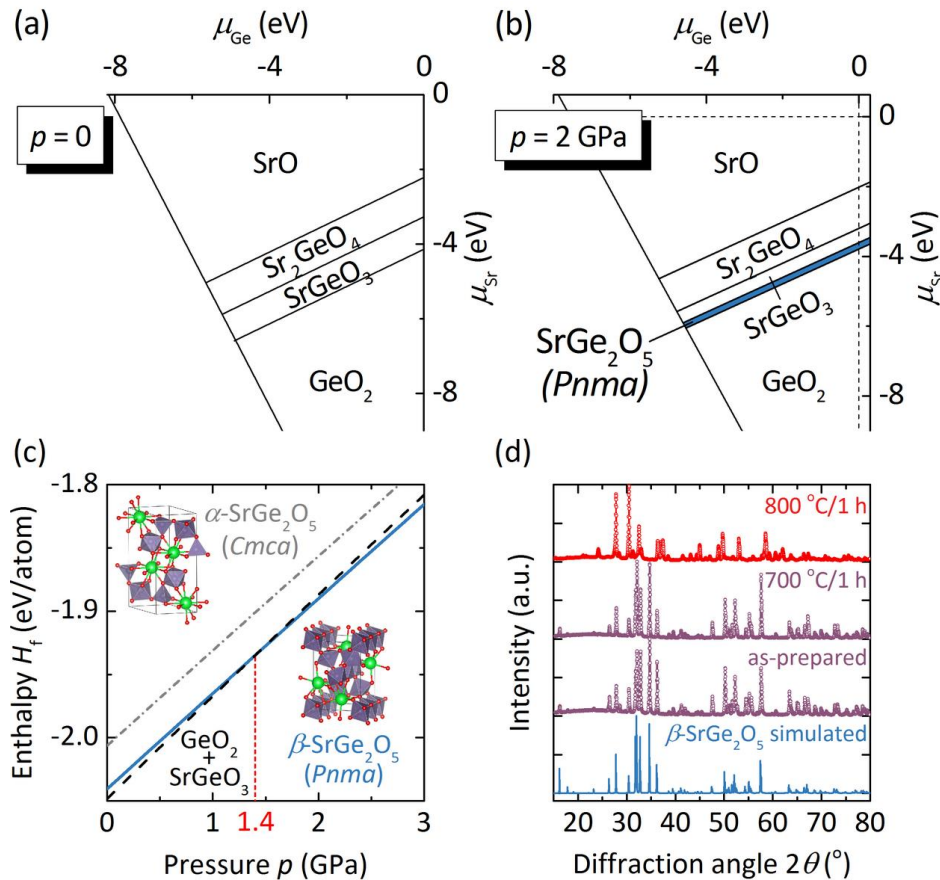 (a)
μGe (eV)
-8 -4 0
p = 0
SrO
Sr2GeO4
SrGeO3
GeO2
0
-4
-8
μSr (eV)
(b)
μGe (eV)
-8 -4 0
p = 2 GPa
Sr2GeO4
SrGeO3
SrGe2O5
(Pnma)
GeO2
0
-4
-8
μSr (eV)
(c)
Enthalpy Hf (eV/atom)
-1.8
-1.9
-2.0
α-SrGe2O5
(Cmca)
GeO2
+
SrGeO3
β-SrGe2O5
(Pnma)
0 1 1.4 2 3
Pressure p (GPa)
(d)
Intensity (a.u.)
800 °C/1 h
700 °C/1 h
as-prepared
β-SrGe2O5 simulated
20 30 40 50 60 70 80
Diffraction angle 2θ (°)